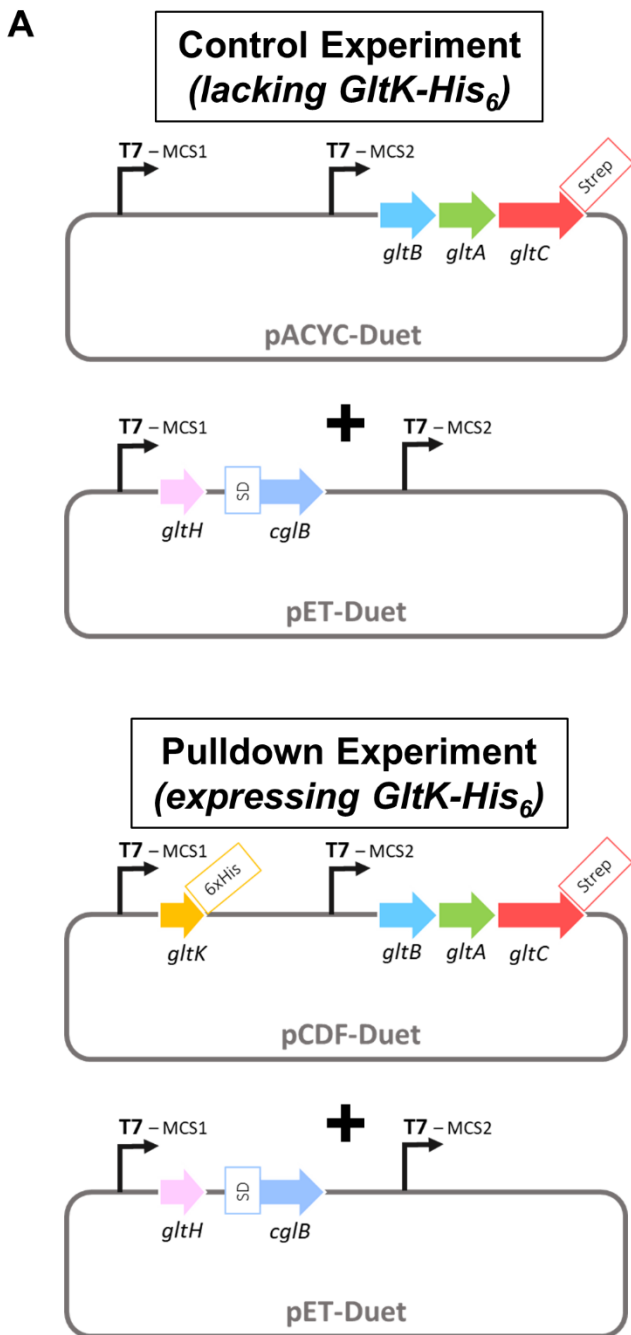 A
Control Experiment
(lacking GltK-His6)
T7 – MCS1
T7 – MCS2
Strep
gltB
gltA
gltC
pACYC-Duet
+
T7 – MCS1
T7 – MCS2
SD
gltH
cglB
pET-Duet
Pulldown Experiment
(expressing GltK-His6)
T7 – MCS1
6xHis
T7 – MCS2
Strep
gltK
gltB
gltA
gltC
pCDF-Duet
+
T7 – MCS1
T7 – MCS2
SD
gltH
cglB
pET-Duet